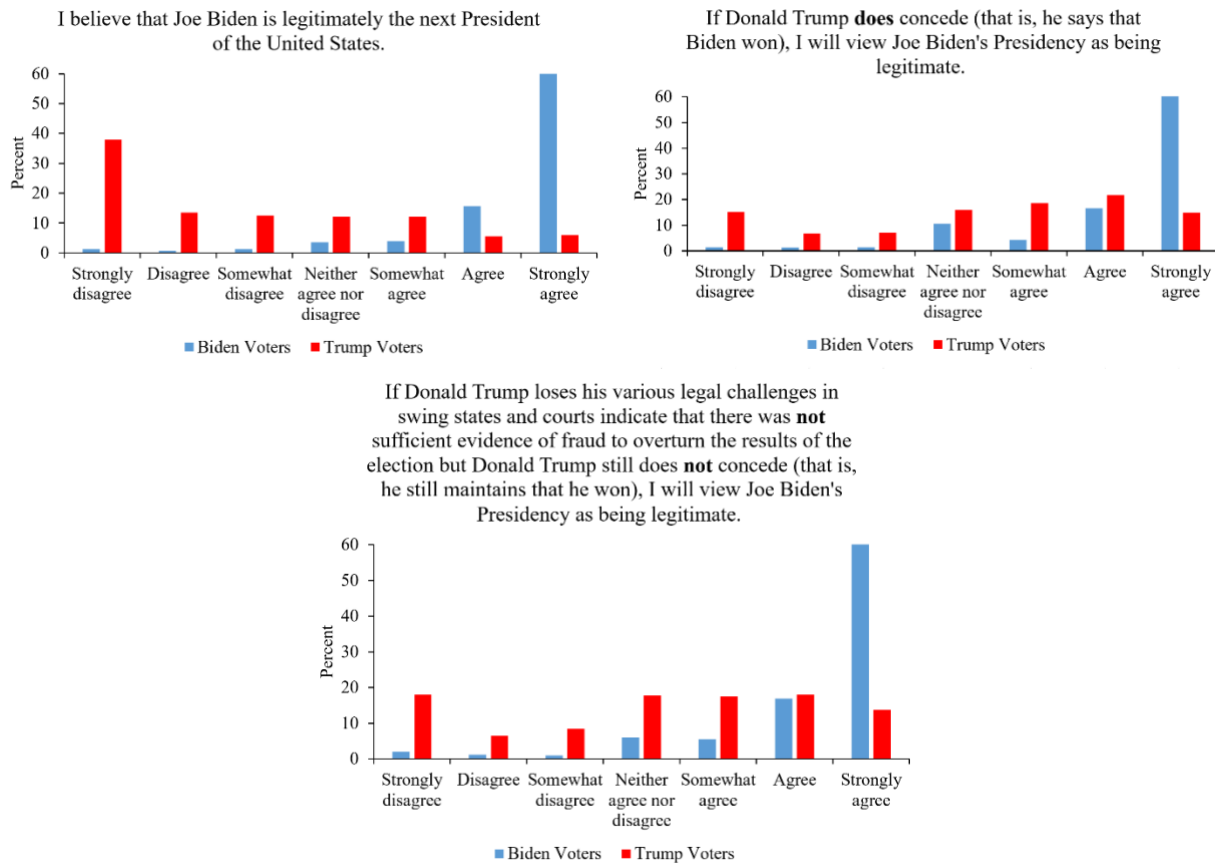 I believe that Joe Biden is legitimately the next President
of the United States.
60
50
40
30
20
10
0
Percent
Strongly disagree
Disagree
Somewhat disagree
Neither agree nor disagree
Somewhat agree
Agree
Strongly agree
Biden Voters
Trump Voters
If Donald Trump does concede (that is, he says that
Biden won), I will view Joe Biden's Presidency as being
legitimate.
60
50
40
30
20
10
0
Percent
Strongly disagree
Disagree
Somewhat disagree
Neither agree nor disagree
Somewhat agree
Agree
Strongly agree
Biden Voters
Trump Voters
If Donald Trump loses his various legal challenges in
swing states and courts indicate that there was not
sufficient evidence of fraud to overturn the results of the
election but Donald Trump still does not concede (that is,
he still maintains that he won), I will view Joe Biden's
Presidency as being legitimate.
60
50
40
30
20
10
0
Percent
Strongly disagree
Disagree
Somewhat disagree
Neither agree nor disagree
Somewhat agree
Agree
Strongly agree
Biden Voters
Trump Voters